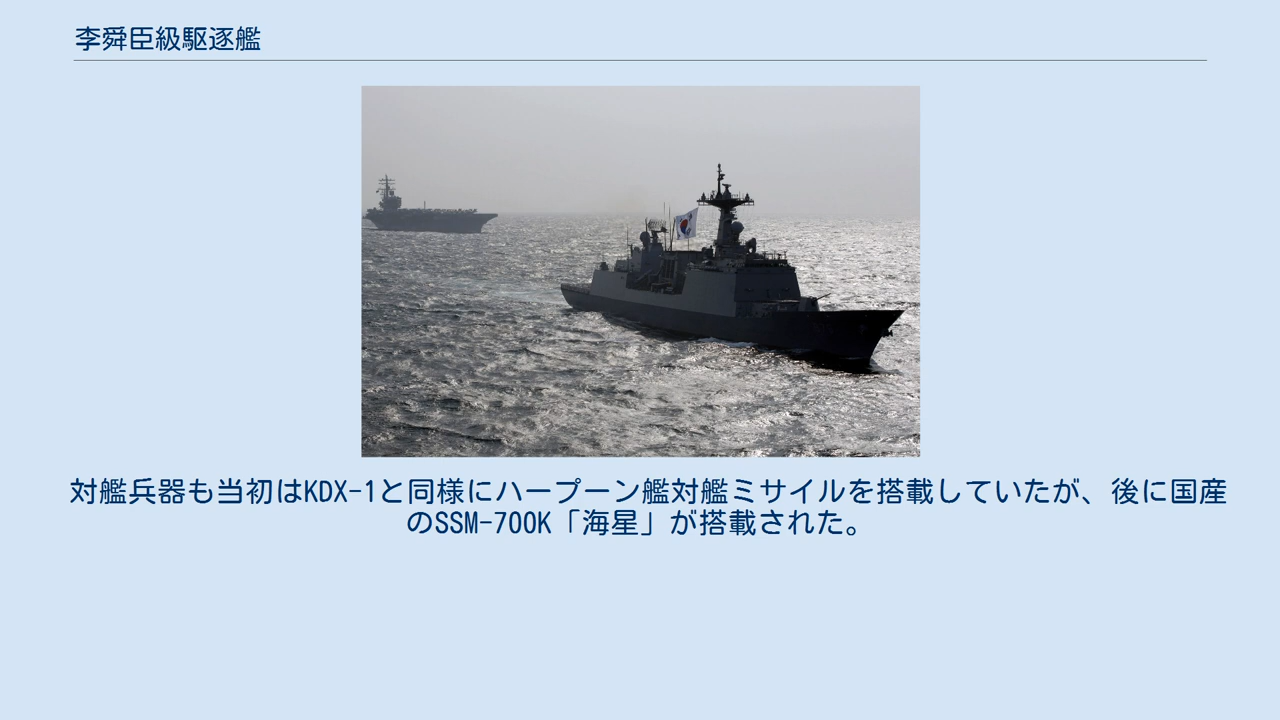 李舜臣級駆逐艦
対艦兵器も当初はKDX-1と同様にハープーン艦対艦ミサイルを搭載していたが、後に国産
のSSM-700K「海星」が搭載された。